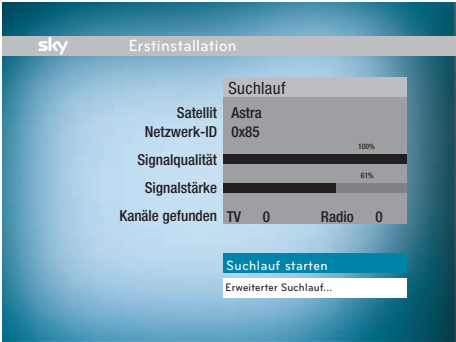 sky Erstinstallation
Suchlauf
Satellit Astra
Netzwerk-ID 0x85
100%
Signalqualität
61%
Signalstärke
Kanäle gefunden TV 0 Radio 0
Suchlauf starten
Erweiterter Suchlauf...